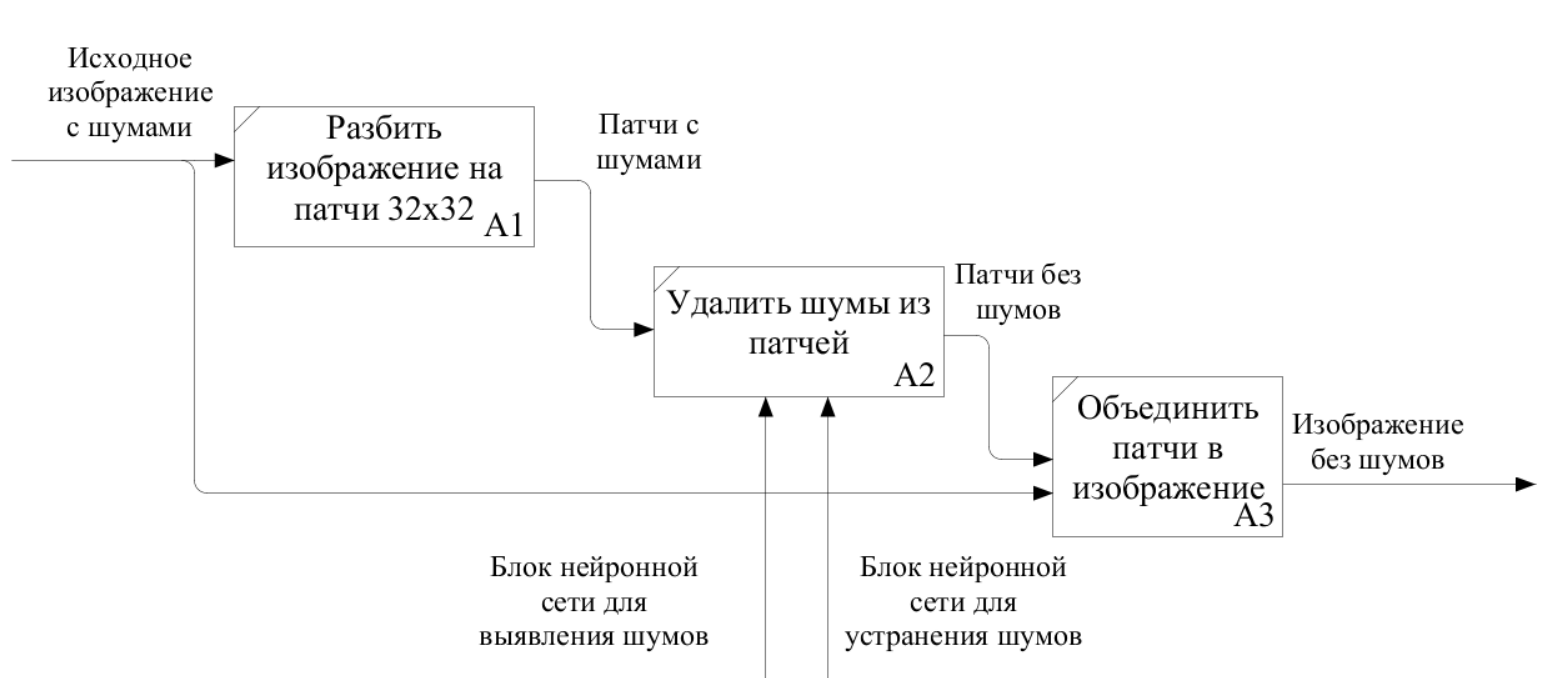 Исходное
изображение
с шумами
Разбить
изображение на
патчи 32x32
A1
Патчи с
шумами
Удалить шумы из
патчей
A2
Патчи без
шумов
Объединить
патчи в
изображение
A3
Изображение
без шумов
Блок нейронной
сети для
выявления шумов
Блок нейронной
сети для
устранения шумов